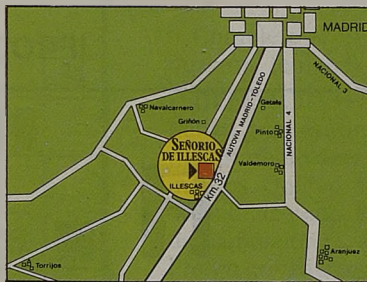 MADRID
NACIONAL 3
Navalcarnero
Getafe
Griñón
AUTOVIA MADRID-TOLEDO
NACIONAL 4
Pinto
SEÑORIO
DE ILLESCAS
Valdemoro
ILLESCAS
km. 32
Aranjuez
Torrijos